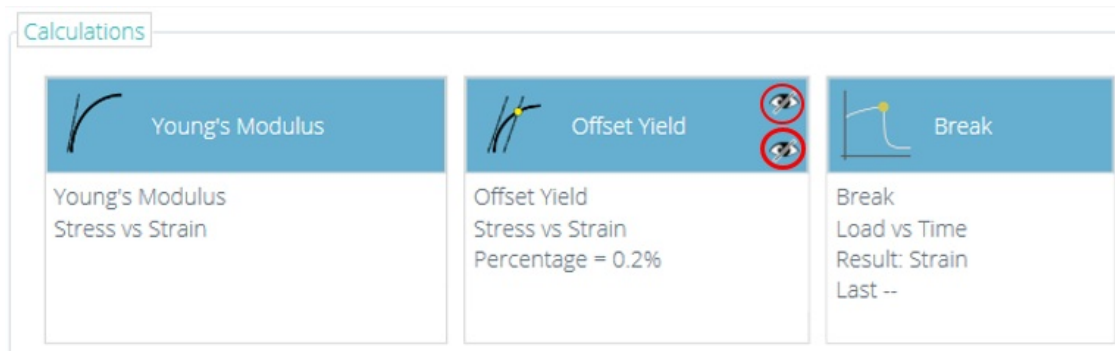 Calculations
Young's Modulus
Young's Modulus
Stress vs Strain
Offset Yield
Offset Yield
Stress vs Strain
Percentage = 0.2%
Break
Break
Load vs Time
Result: Strain
Last --